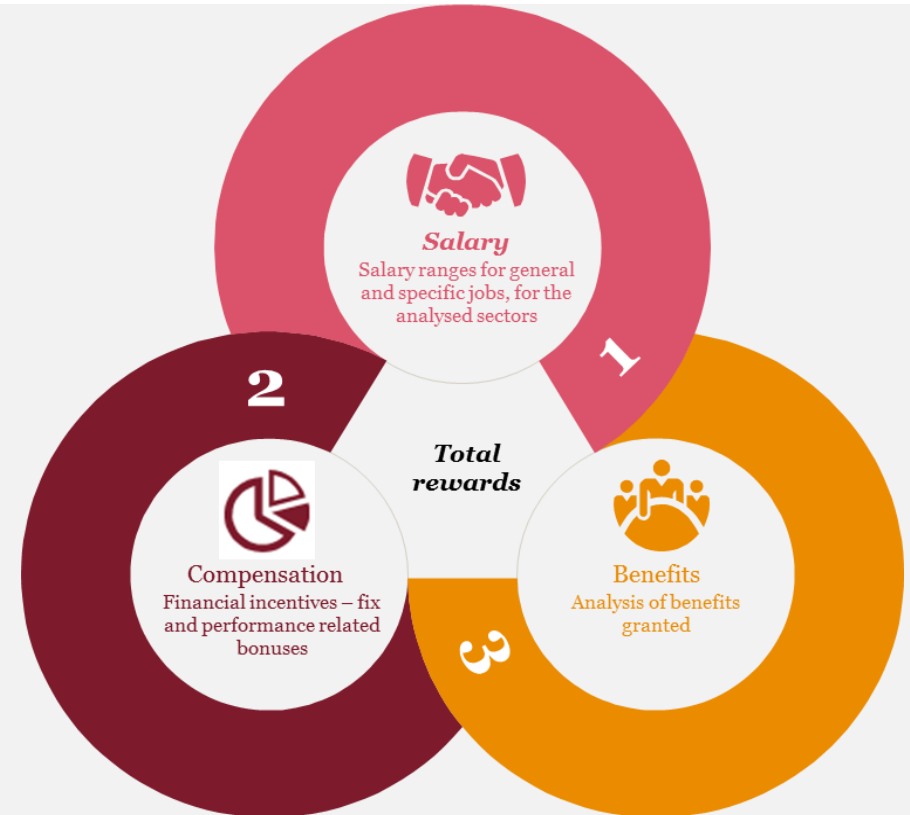 Salary
Salary ranges for general
and specific jobs, for the
analysed sectors
1
2
Total
rewards
Compensation
Financial incentives – fix
and performance related
bonuses
Benefits
Analysis of benefits
granted
3